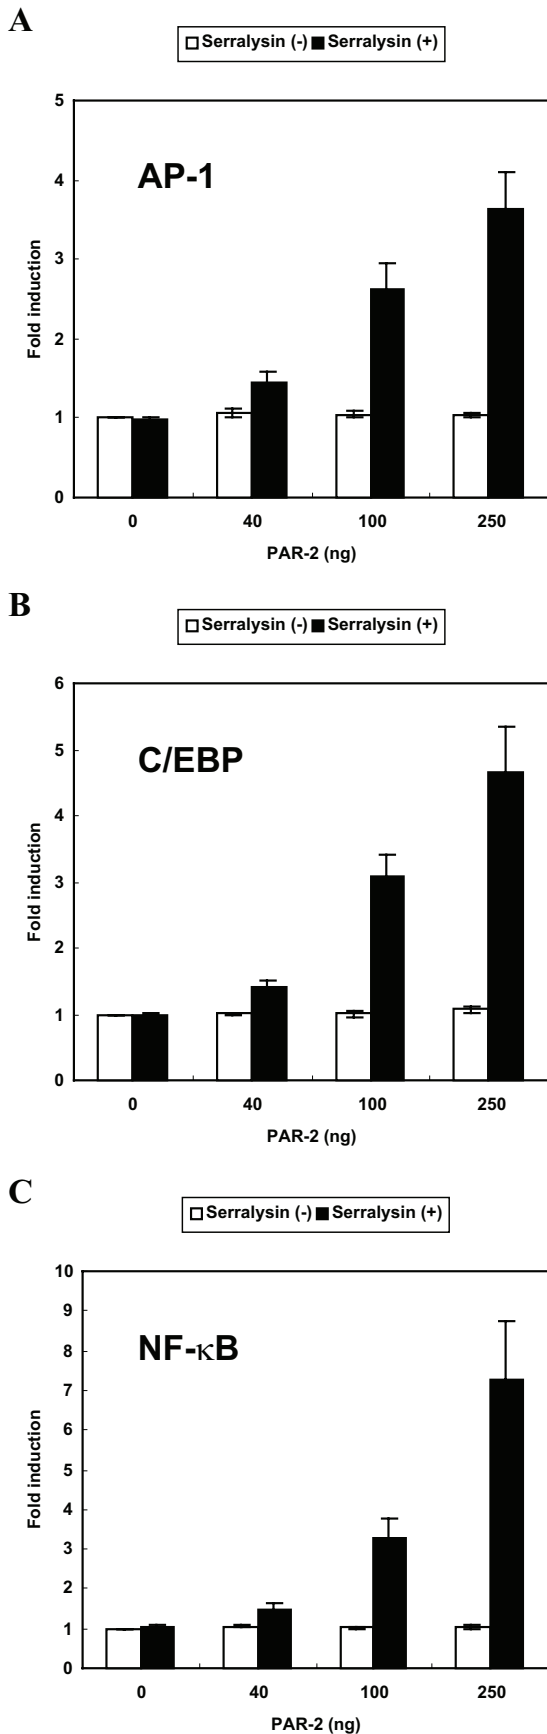 A
Serralysin (-) Serralysin (+)
5
4
3
2
1
0
Fold induction
AP-1
0 40 100 250
PAR-2 (ng)
B
Serralysin (-) Serralysin (+)
6
5
4
3
2
1
0
Fold induction
C/EBP
0 40 100 250
PAR-2 (ng)
C
Serralysin (-) Serralysin (+)
10
9
8
7
6
5
4
3
2
1
0
Fold induction
NF-κB
0 40 100 250
PAR-2 (ng)